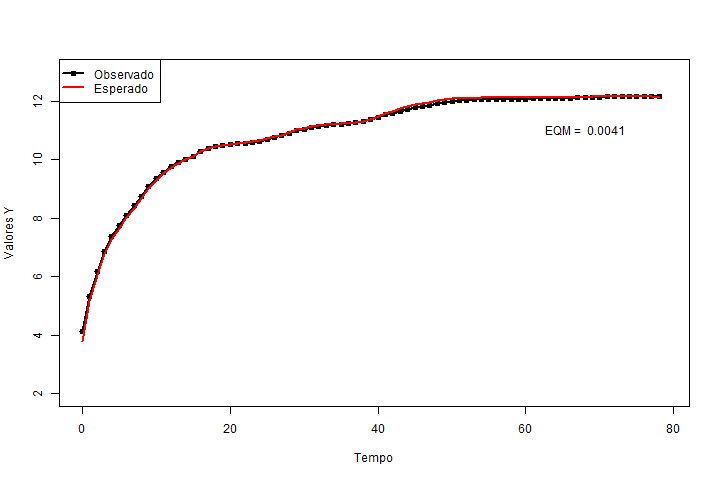 Observado
Esperado
EQM = 0.0041
Valores Y
12
10
8
6
4
2
0 20 40 60 80
Tempo